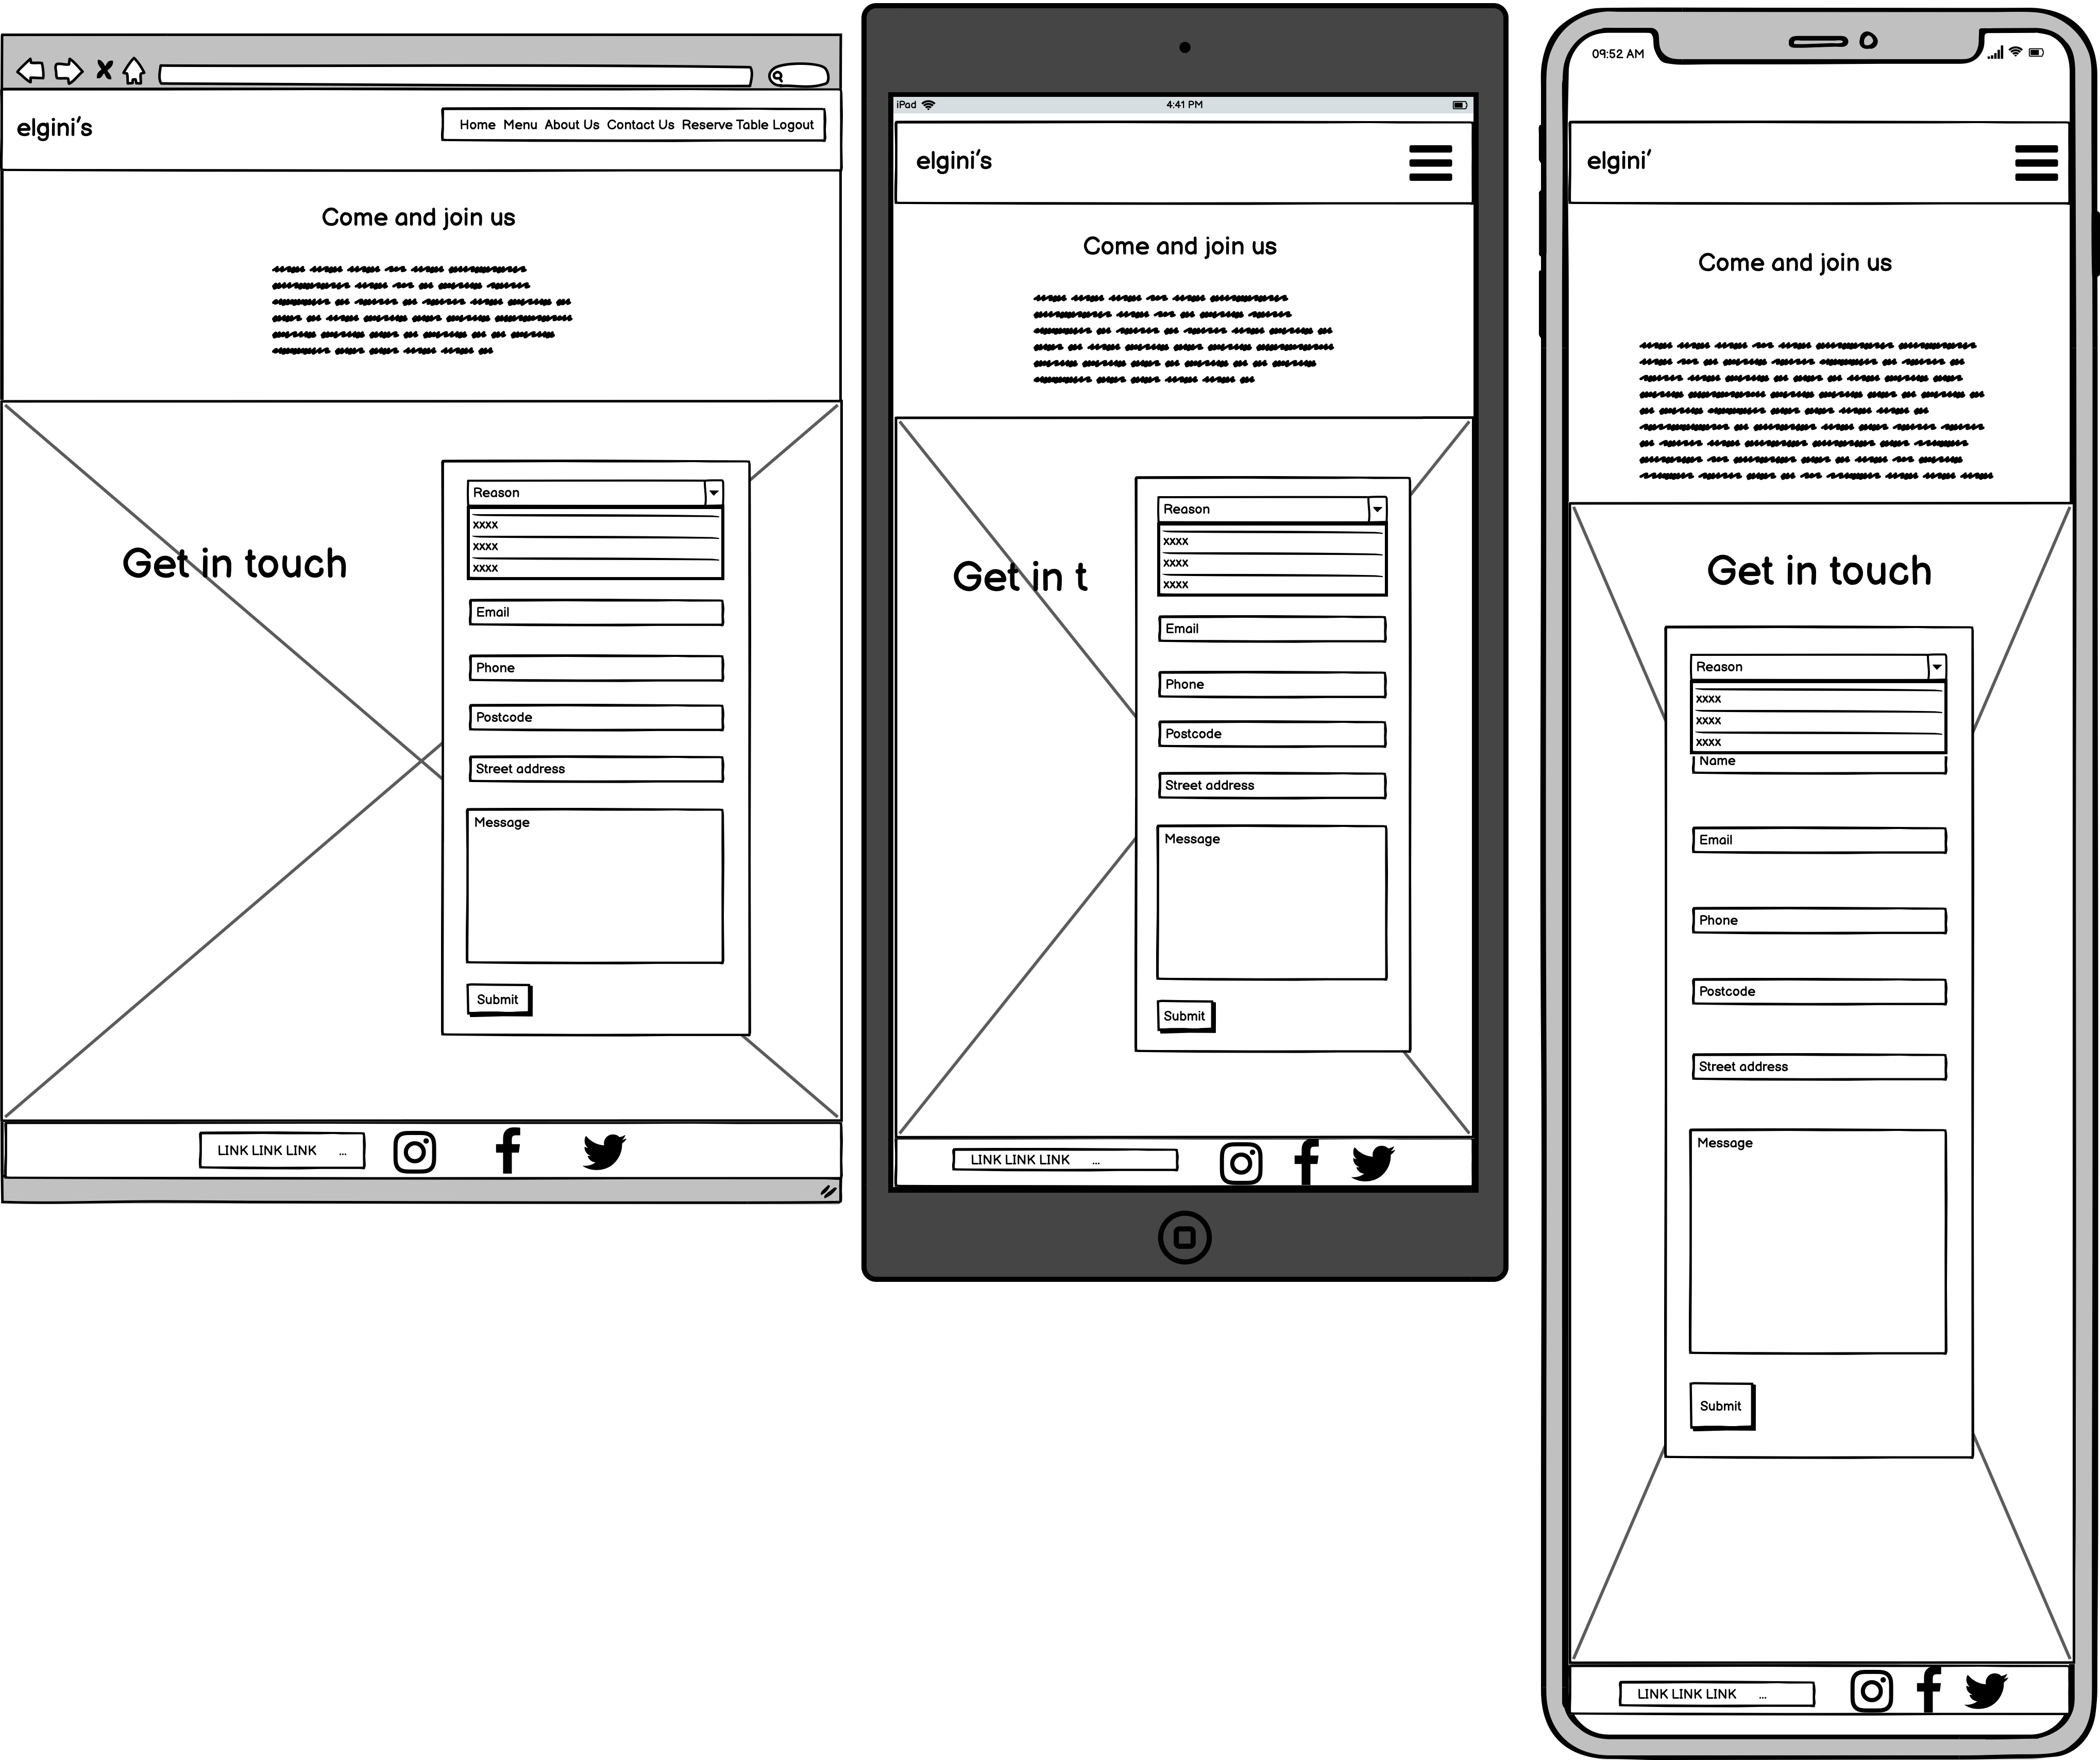 elgini's
Home Menu About Us Contact Us Reserve Table Logout
Come and join us
Get in touch
Reason
xxxx
xxxx
xxxx
Email
Phone
Postcode
Street address
Message
Submit
LINK LINK LINK ...
iPad 4:41 PM
elgini's
Come and join us
Get in t
Reason
xxxx
xxxx
xxxx
Email
Phone
Postcode
Street address
Message
Submit
LINK LINK LINK ...
09:52 AM
elgini'
Come and join us
Get in touch
Reason
xxxx
xxxx
xxxx
Name
Email
Phone
Postcode
Street address
Message
Submit
LINK LINK LINK ...